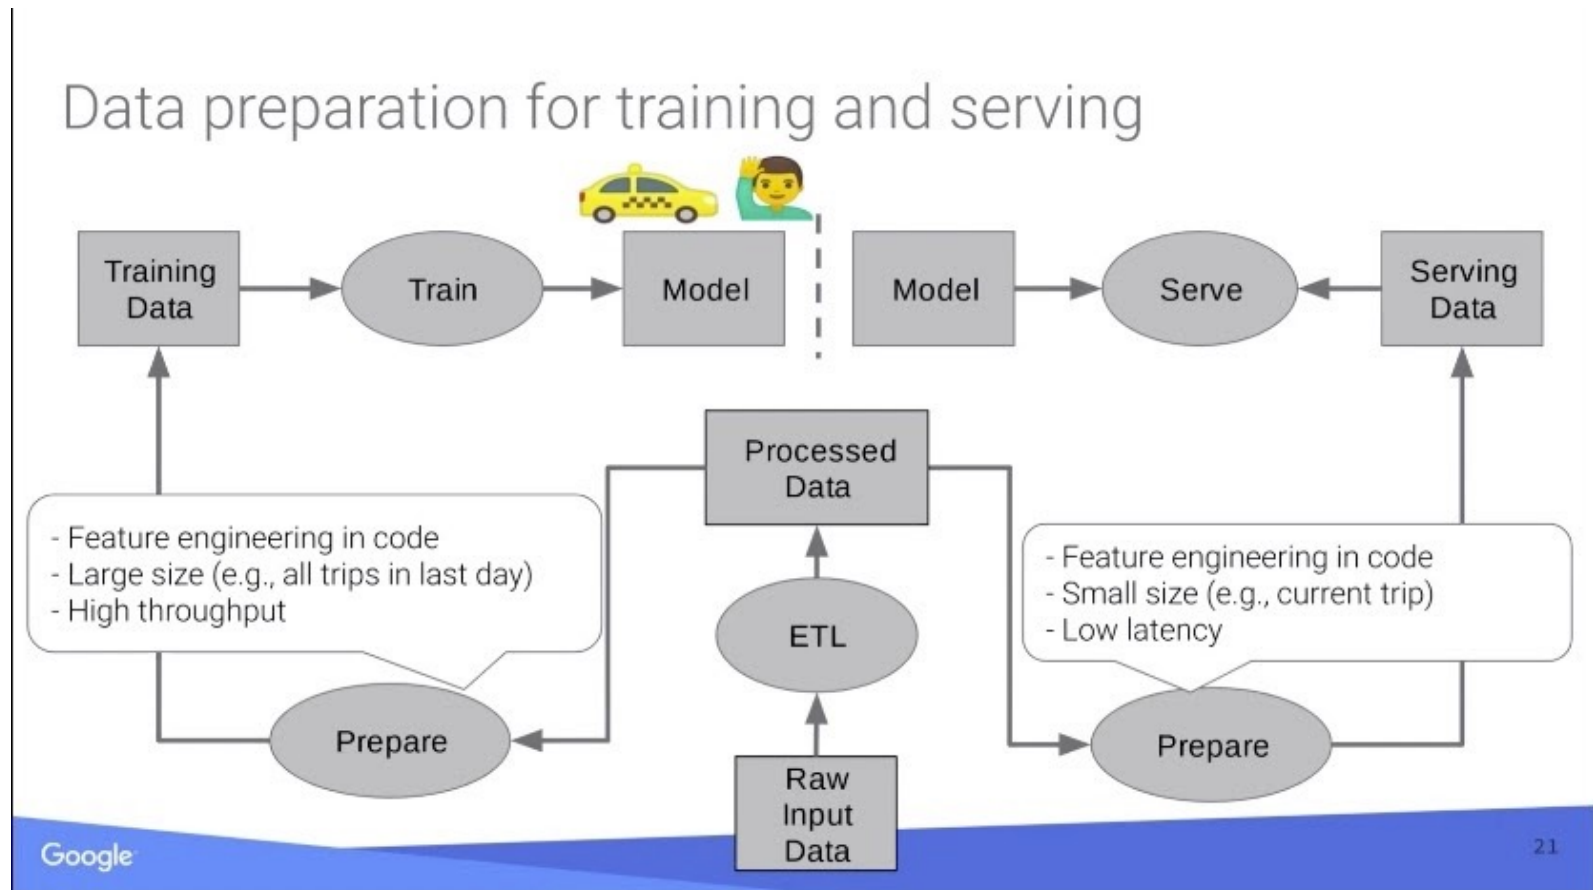 Data preparation for training and serving
Training
Data
Train
Model
Model
Serve
Serving
Data
Processed
Data
- Feature engineering in code
- Large size (e.g., all trips in last day)
- High throughput
- Feature engineering in code
- Small size (e.g., current trip)
- Low latency
ETL
Prepare
Prepare
Raw
Input
Data
Google
21